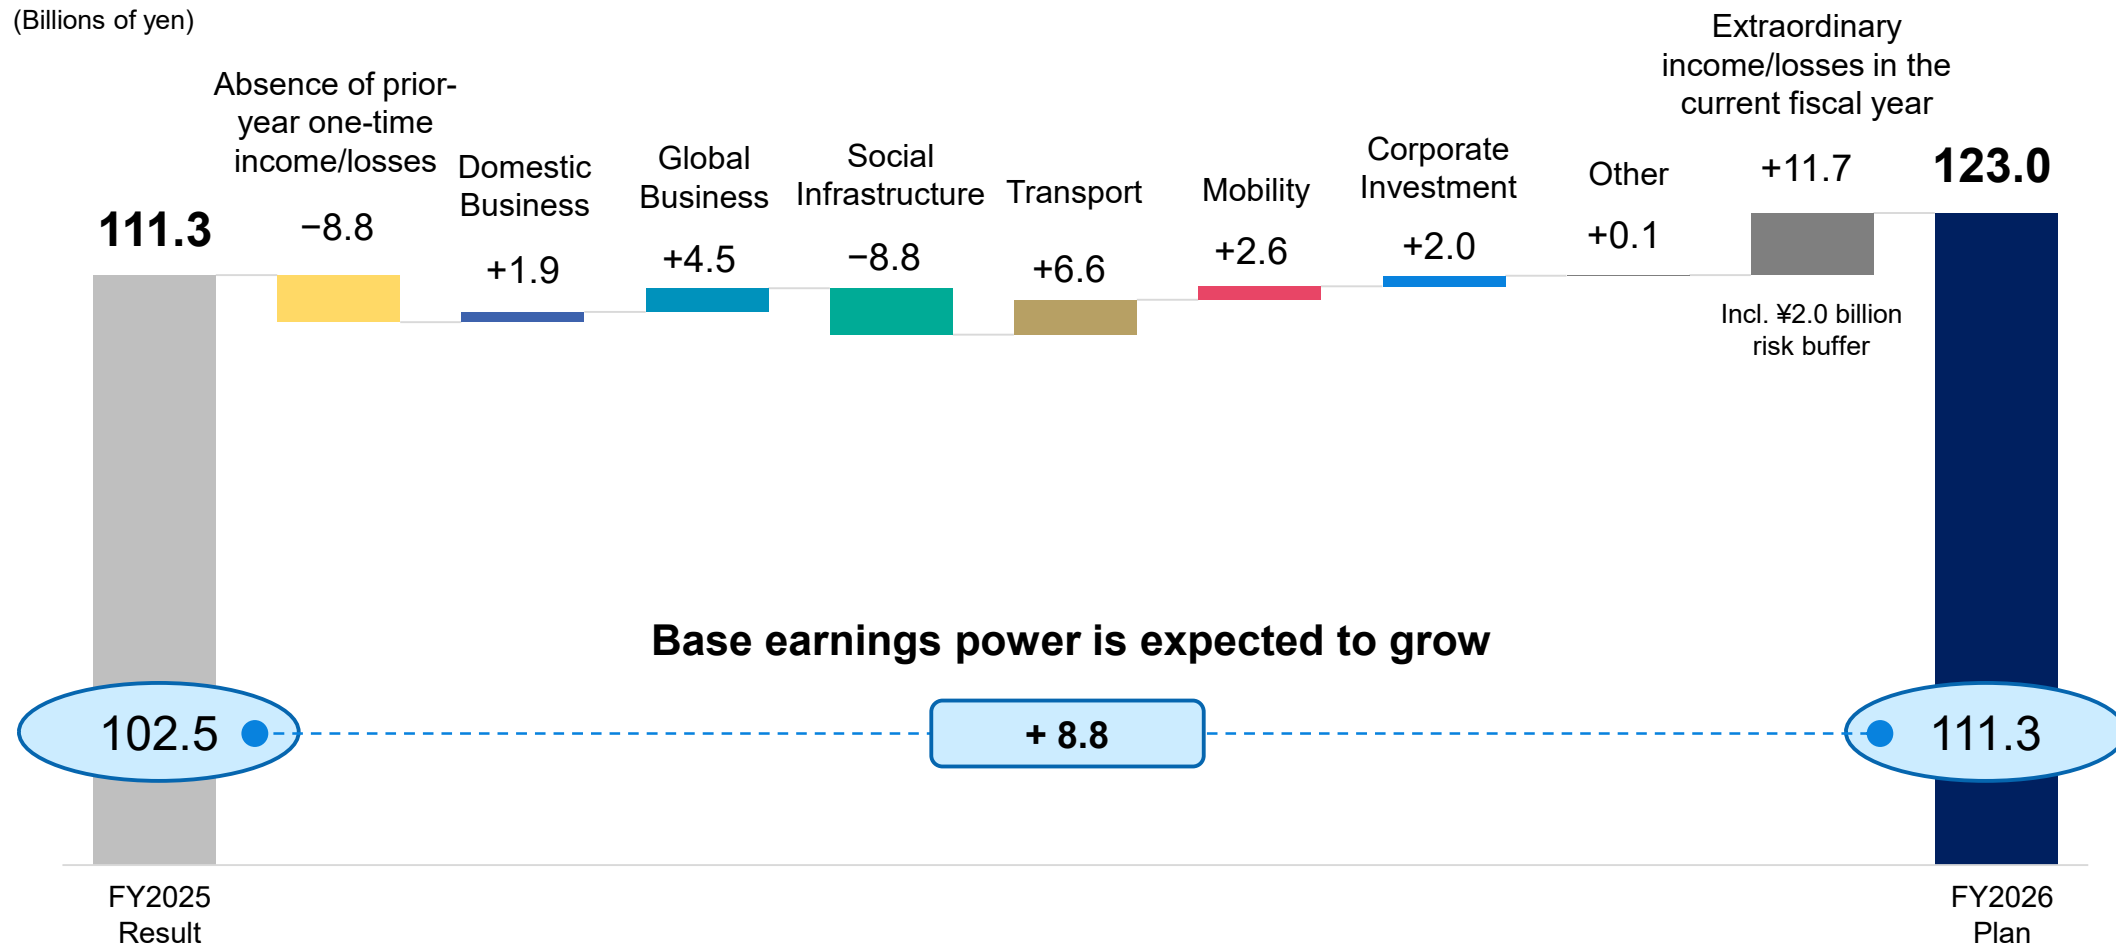 (Billions of yen)
111.3
Absence of prior-
year one-time
income/losses
−8.8
Domestic
Business
+1.9
Global
Business
+4.5
Social
Infrastructure
−8.8
Transport
+6.6
Mobility
+2.6
Corporate
Investment
+2.0
Other
+0.1
Extraordinary
income/losses in the
current fiscal year
+11.7
Incl. ¥2.0 billion
risk buffer
123.0
Base earnings power is expected to grow
102.5
+ 8.8
111.3
FY2025
Result
FY2026
Plan